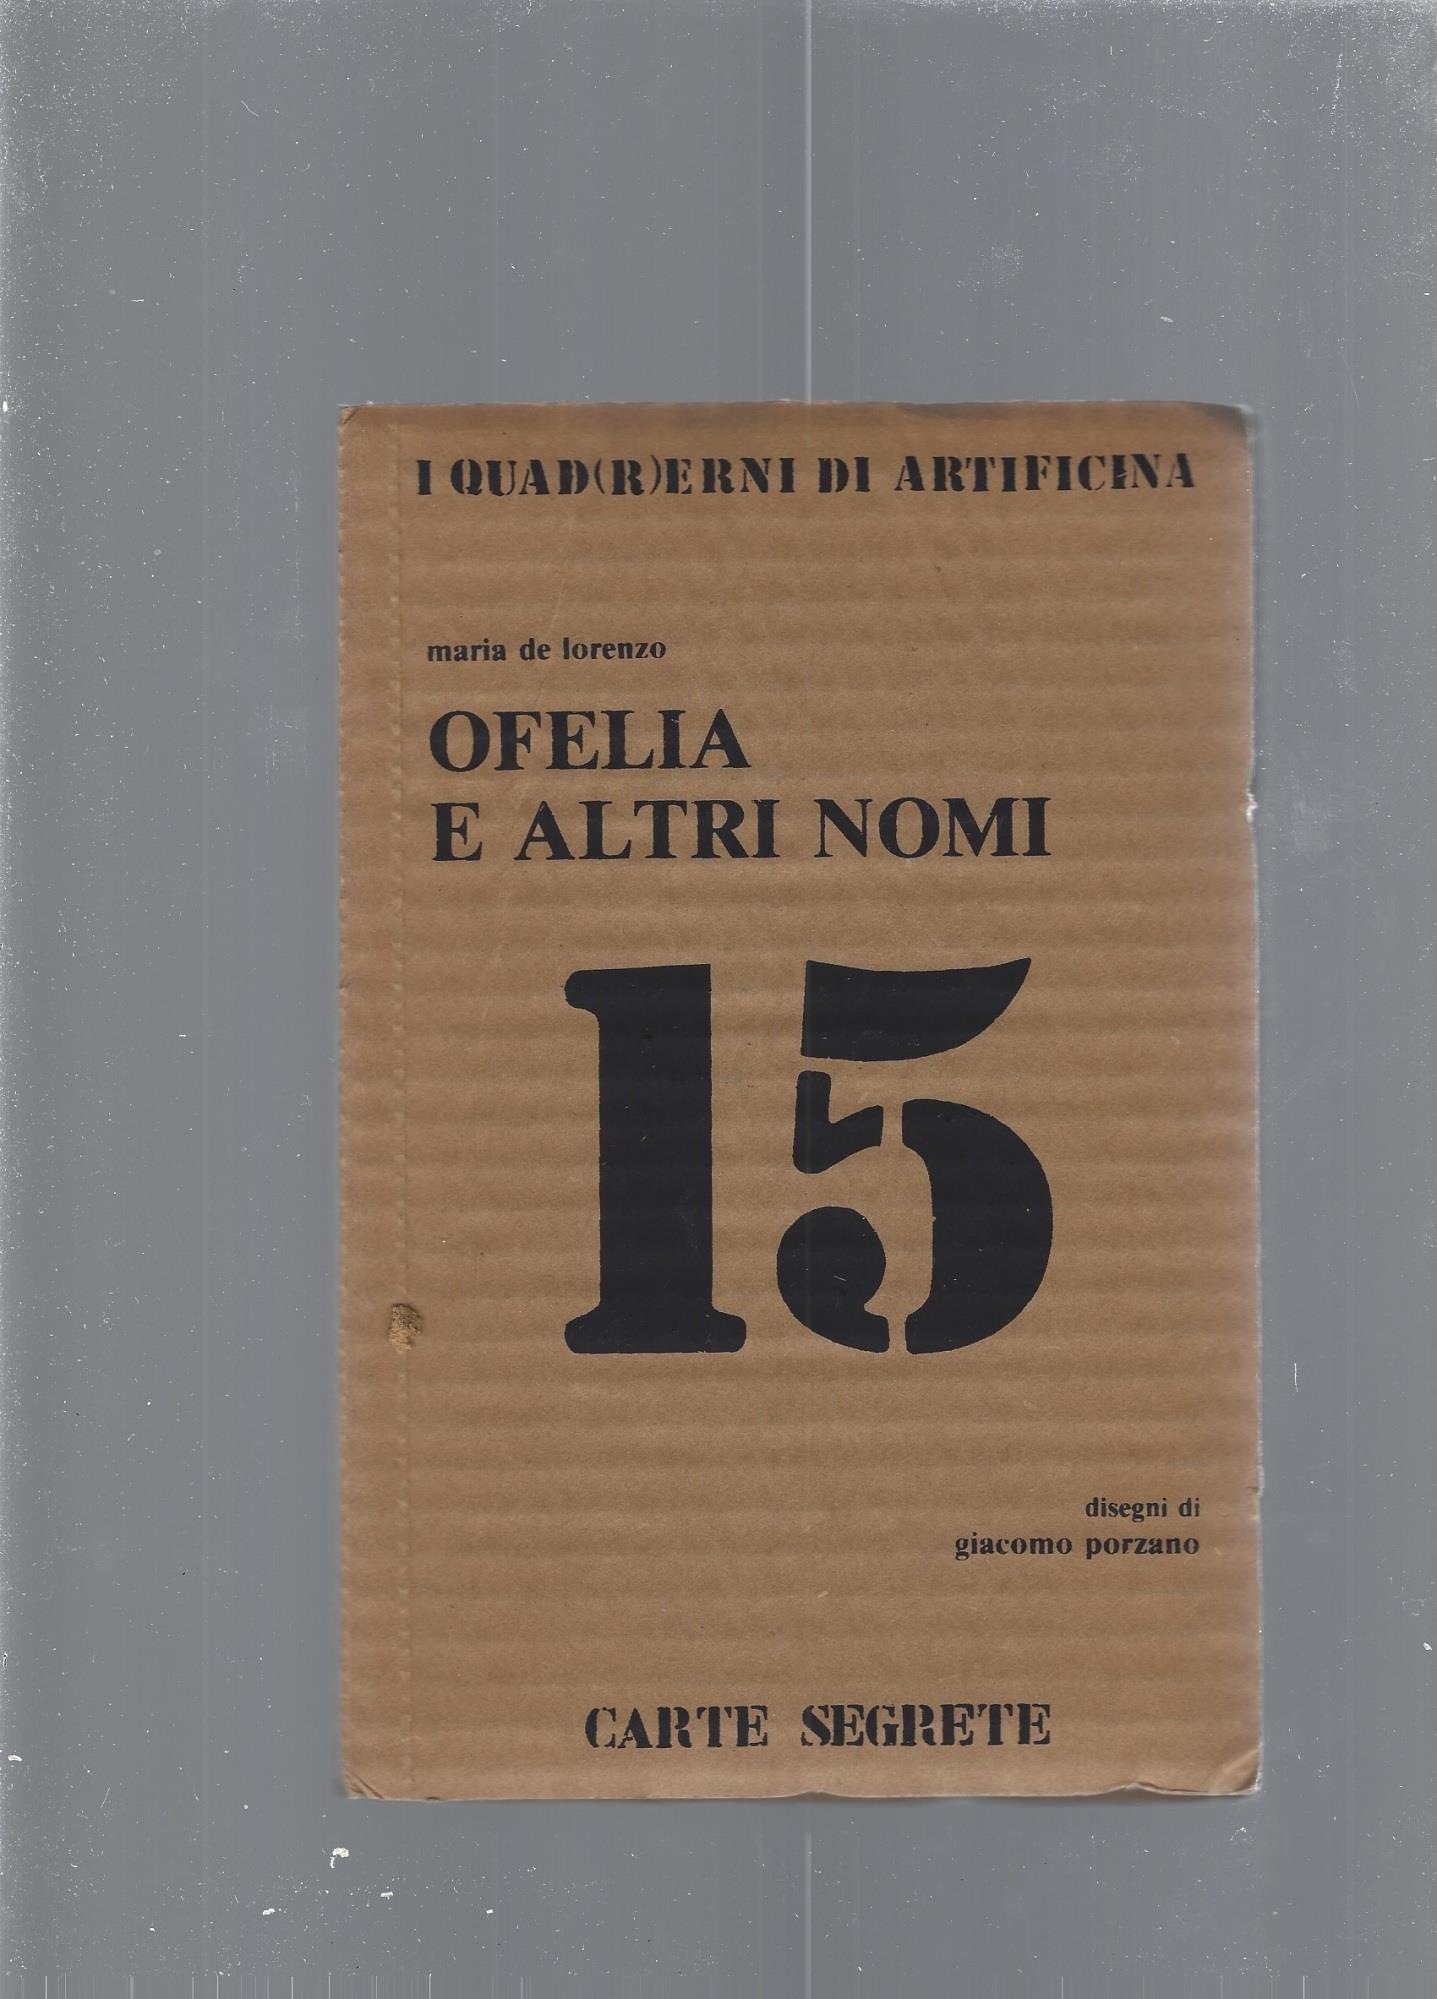 I QUAD(R)ERNI DI ARTIFICINA
maria de lorenzo
OFELIA
E ALTRI NOMI
15
disegni di
giacomo porzano
CARTE SEGRETE